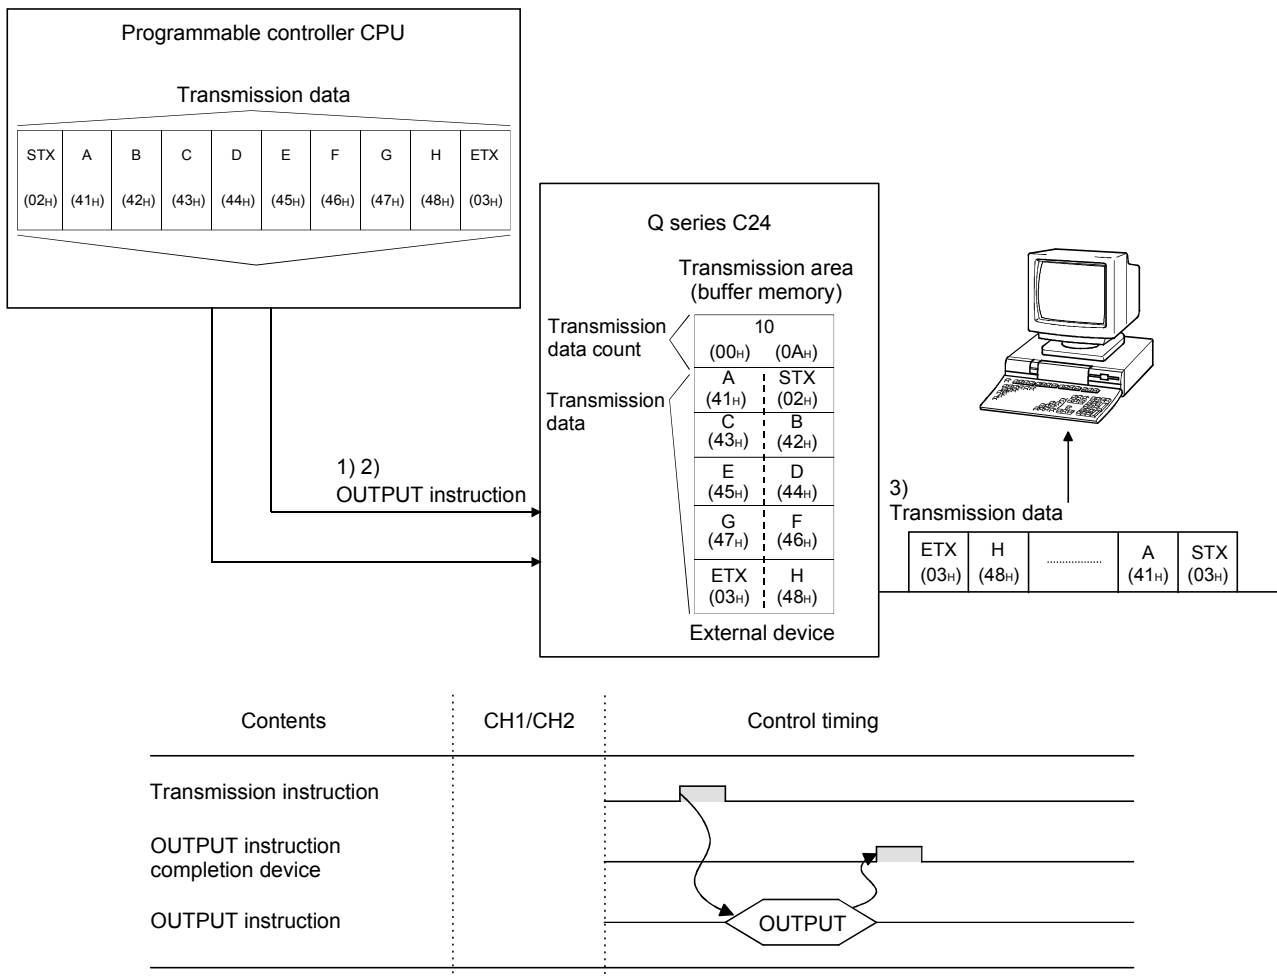 Programmable controller CPU
Transmission data
STX A B C D E F G H ETX
(02H) (41H) (42H) (43H) (44H) (45H) (46H) (47H) (48H) (03H)
Q series C24
Transmission area
(buffer memory)
Transmission
data count
10
(00H) (0AH)
Transmission
data
A STX
(41H) (02H)
C B
(43H) (42H)
E D
(45H) (44H)
G F
(47H) (46H)
ETX H
(03H) (48H)
External device
1) 2)
OUTPUT instruction
3)
Transmission data
ETX H .................. A STX
(03H) (48H) (41H) (03H)
Contents CH1/CH2 Control timing
Transmission instruction
OUTPUT instruction
completion device
OUTPUT instruction
OUTPUT